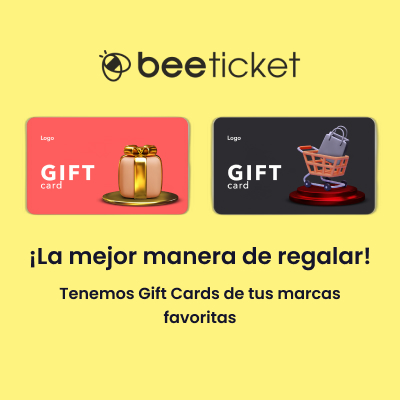 beeticket
Logo
GIFT
card
Logo
GIFT
card
¡La mejor manera de regalar!
Tenemos Gift Cards de tus marcas
favoritas